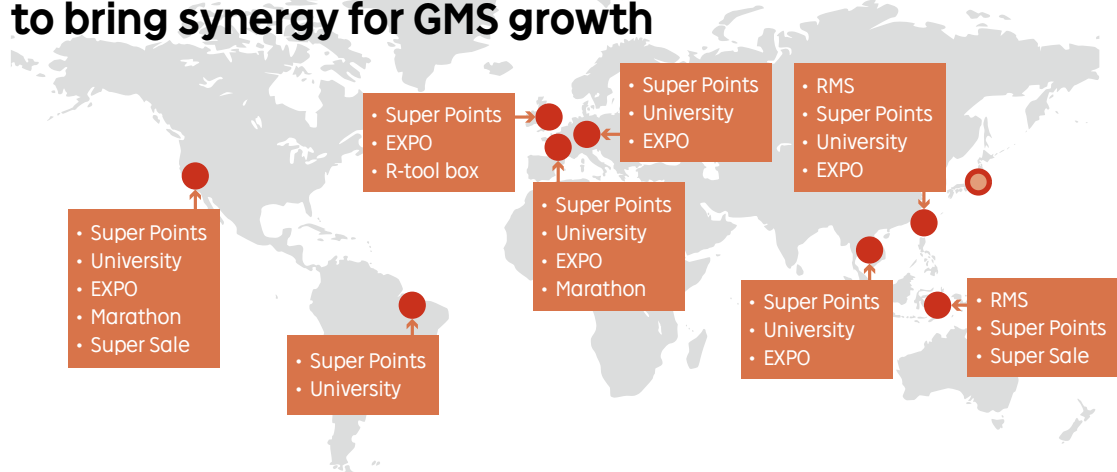 to bring synergy for GMS growth
• Super Points
• University
• EXPO
• Marathon
• Super Sale
• Super Points
• University
• Super Points
• EXPO
• R-tool box
• Super Points
• University
• EXPO
• Marathon
• Super Points
• University
• EXPO
• RMS
• Super Points
• University
• EXPO
• Super Points
• University
• EXPO
• RMS
• Super Points
• Super Sale